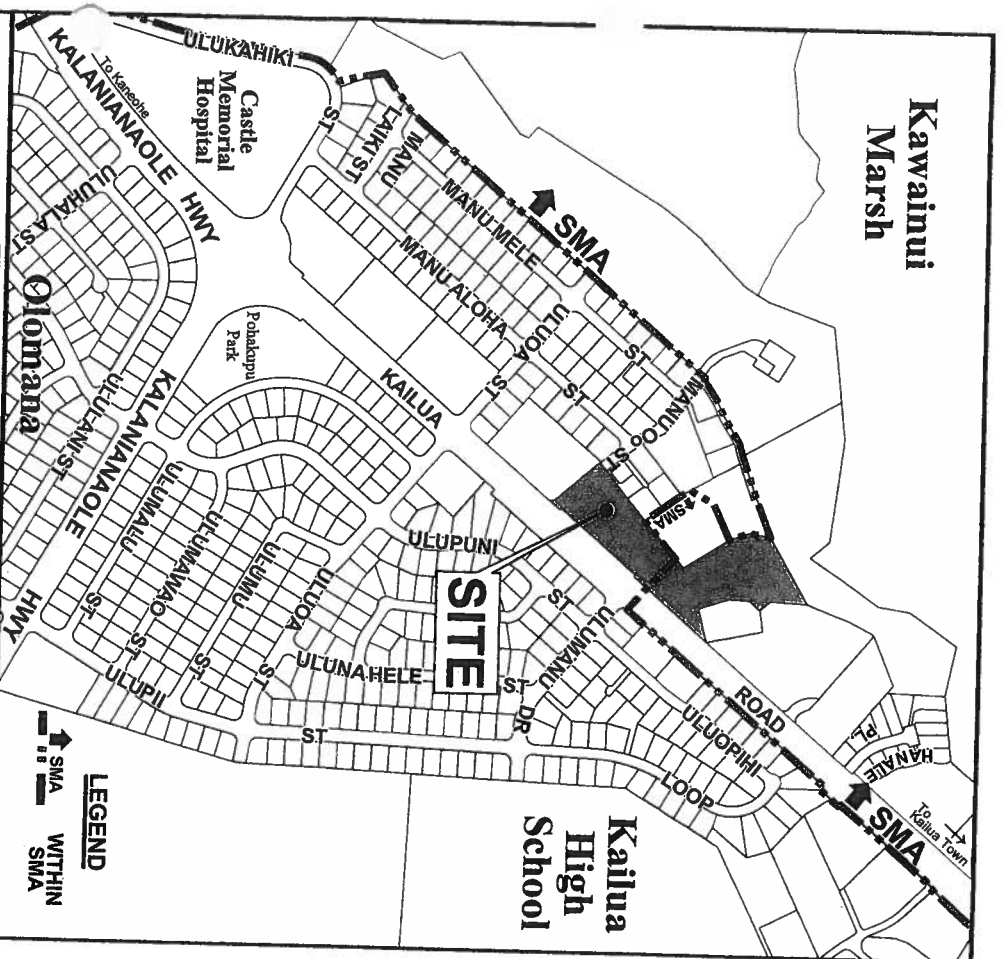 Kawainui
Marsh
ULUKAHIKI
ST
KALANIANAOLE HWY
To Kaneohe
Castle
Memorial
Hospital
LAIKI ST
MANU
MANU MELE
ST
SMA
MANU ALOHA
ST
ULUOA
ST
MANU OO ST
SMA
ULUHALA ST
Olomana
Pohakupu
Park
KAILUA
ROAD
KALANIANAOLE
HWY
ULULANI ST
ULUMALU
ST
ULUMAWAO
ST
ULUMU
ST
ULUOA
ST
ULUPUNI
ST
SITE
ULUNAHELE
ST
ULUMANU
DR
ULUPII
ST
ULUOPIHI
LOOP
HANALE
PL.
SMA
To
Kailua Town
Kailua
High
School
LEGEND
SMA WITHIN
SMA